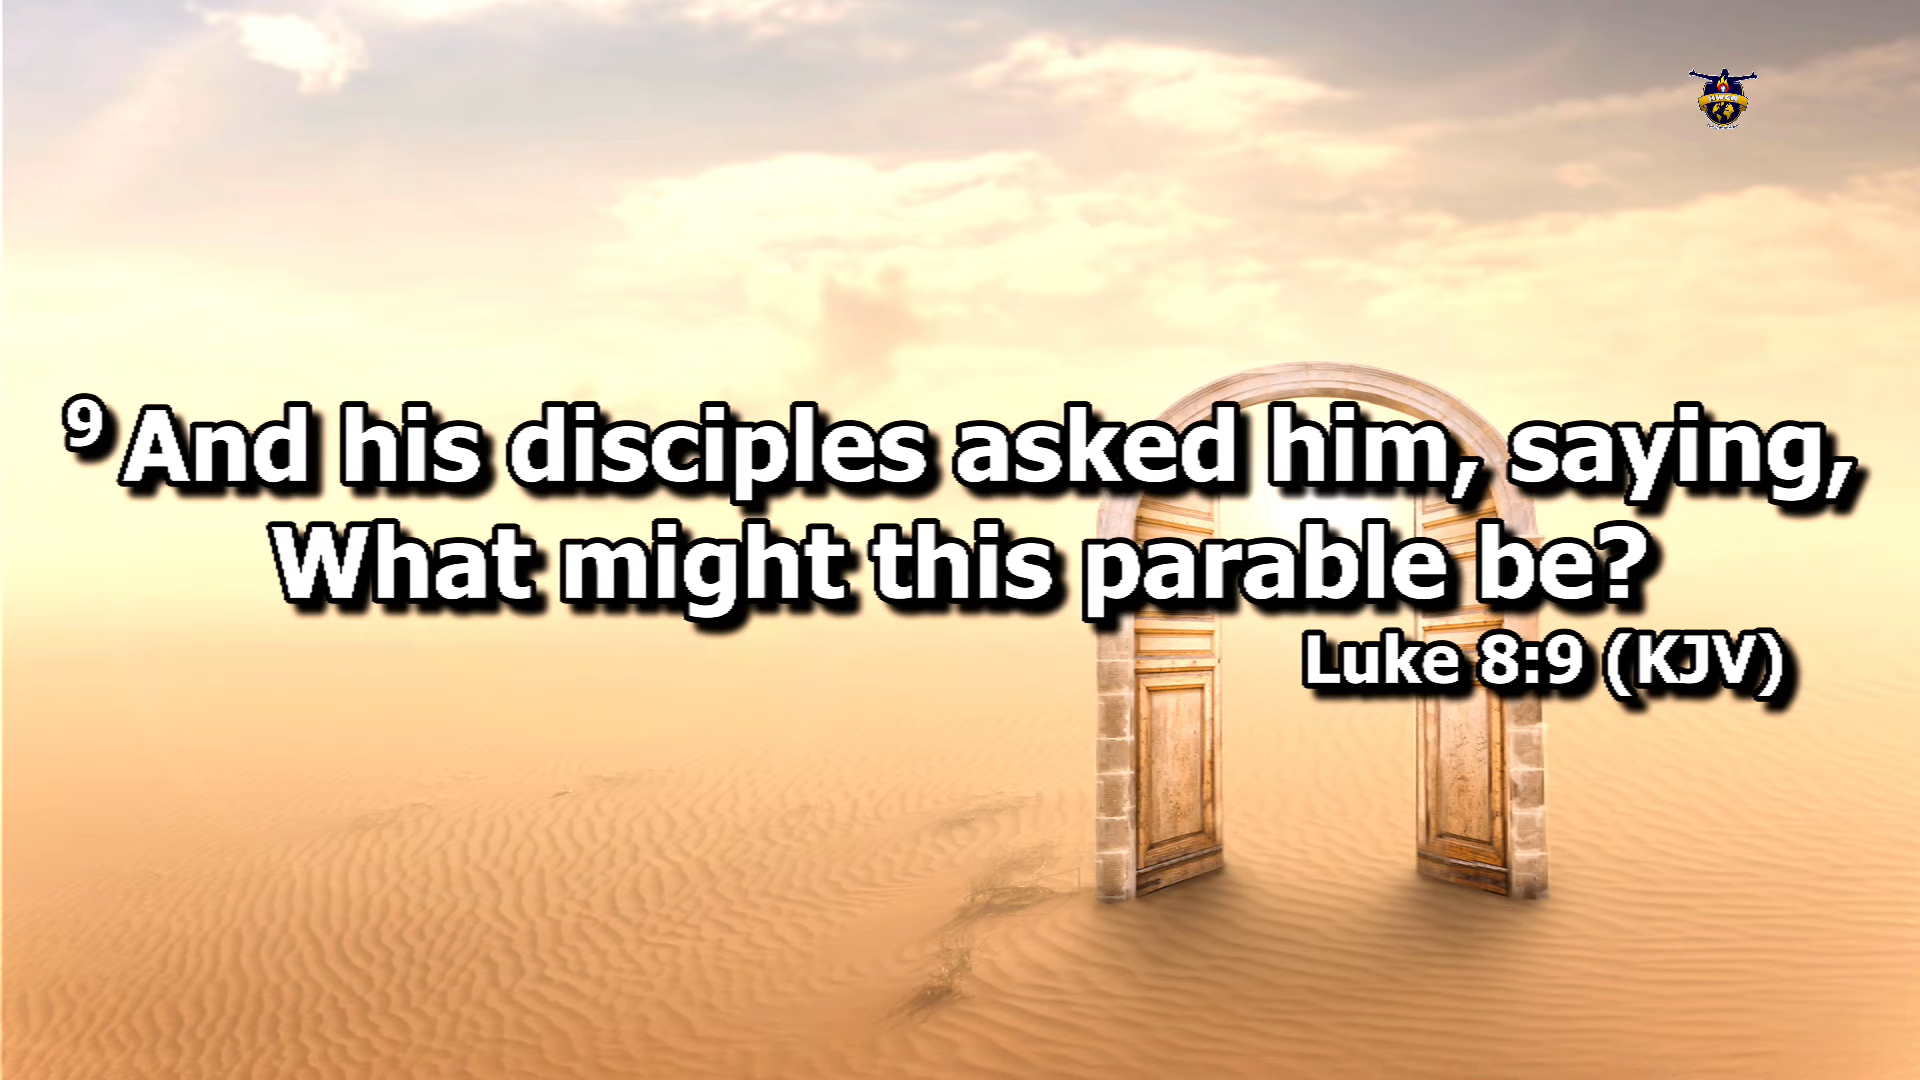 9 And his disciples asked him, saying,
What might this parable be?
Luke 8:9 (KJV)